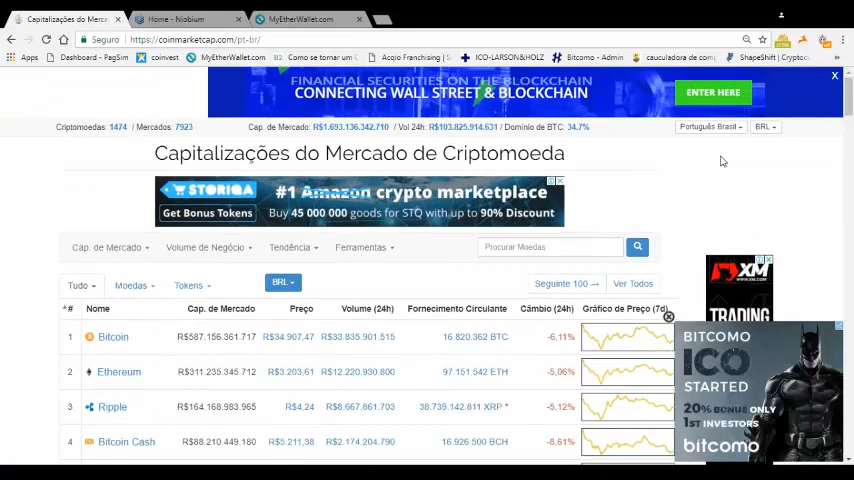 Capitalizações do Merca
Home - Niobium
MyEtherWallet.com
Seguro
https://coinmarketcap.com/pt-br/
Apps
Dashboard - PagSim
coinvest
MyEtherWallet.com
Como se tornar um C
Acqio Franchising | S
ICO-LARSON&HOLZ
Bitcomo - Admin
cauculadora de com
ShapeShift | Cryptoc
FINANCIAL SECURITIES ON THE BLOCKCHAIN
CONNECTING WALL STREET & BLOCKCHAIN
ENTER HERE
X
Criptomoedas: 1474 / Mercados: 7923
Cap. de Mercado: R$1.693.136.342.710 / Vol 24h: R$103.825.914.631 / Domínio de BTC: 34.7%
Português Brasil
BRL
Capitalizações do Mercado de Criptomoeda
STORIQA
#1 Amazon crypto marketplace
Get Bonus Tokens
Buy 45 000 000 goods for STQ with up to 90% Discount
Cap. de Mercado
Volume de Negócio
Tendência
Ferramentas
Procurar Moedas
Tudo
Moedas
Tokens
BRL
Seguinte 100 →
Ver Todos
# Nome Cap. de Mercado Preço Volume (24h) Fornecimento Circulante Câmbio (24h) Gráfico de Preço (7d)
1 Bitcoin R$587.156.361.717 R$34.907,47 R$33.835.901.515 16.820.362 BTC -6,11%
2 Ethereum R$311.235.345.712 R$3.203,61 R$12.220.930.800 97.151.542 ETH -5,06%
3 Ripple R$164.168.983.965 R$4,24 R$8.667.861.703 38.739.142.811 XRP * -5,12%
4 Bitcoin Cash R$88.210.449.180 R$5.211,38 R$2.174.204.790 16.926.500 BCH -8,61%
XM
TRADING
BITCOMO
ICO
STARTED
20% BONUS ONLY
1ST INVESTORS
bitcomo